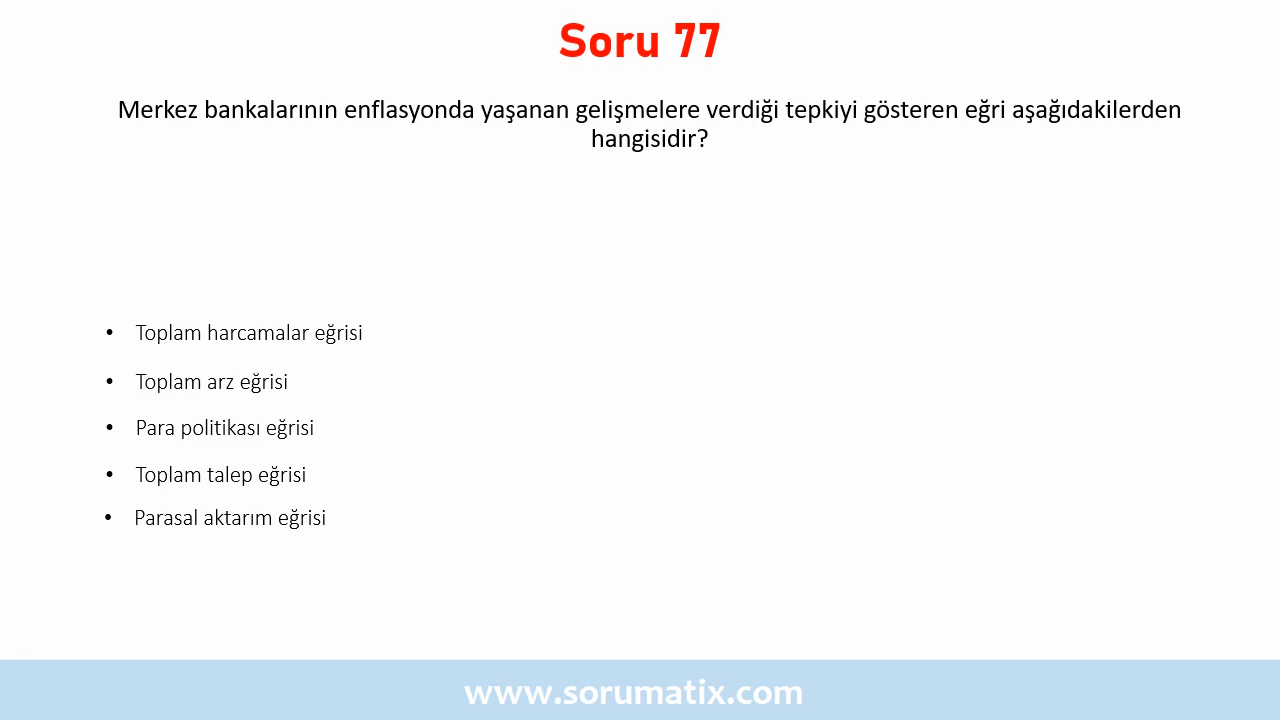 Soru 77
Merkez bankalarının enflasyonda yaşanan gelişmelere verdiği tepkiyi gösteren eğri aşağıdakilerden
hangisidir?
• Toplam harcamalar eğrisi
• Toplam arz eğrisi
• Para politikası eğrisi
• Toplam talep eğrisi
• Parasal aktarım eğrisi
www.sorumatix.com